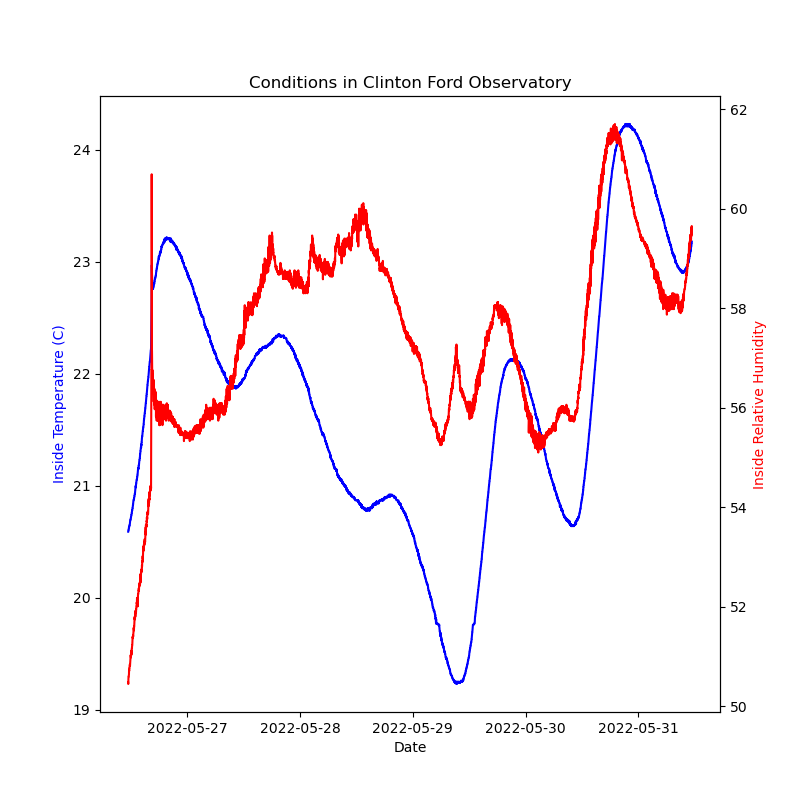 Conditions in Clinton Ford Observatory
Inside Temperature (C)
24
23
22
21
20
19
62
60
58
56
54
52
50
Inside Relative Humidity
2022-05-27 2022-05-28 2022-05-29 2022-05-30 2022-05-31
Date